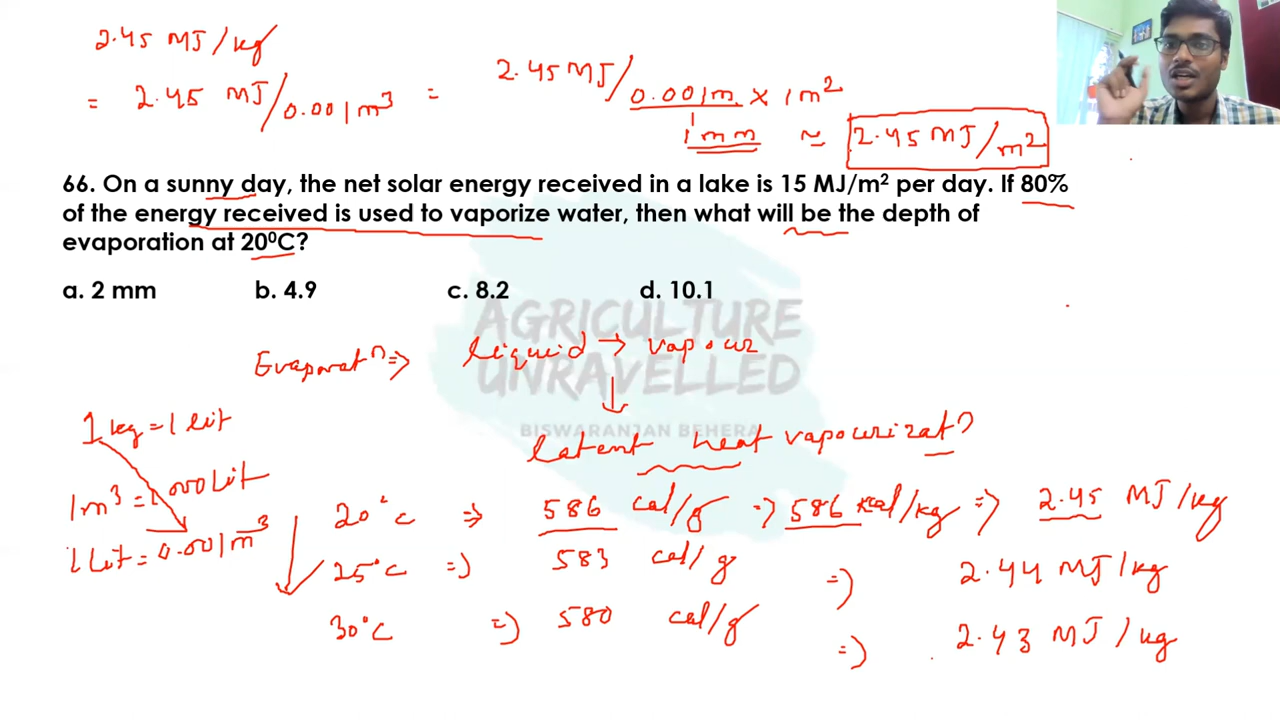 2.45 MJ/kg
= 2.45 MJ/0.001m³ = 2.45 MJ/0.001m × 1m²
1mm ≈ 2.45 MJ/m²
66. On a sunny day, the net solar energy received in a lake is 15 MJ/m² per day. If 80%
of the energy received is used to vaporize water, then what will be the depth of
evaporation at 20⁰C?
a. 2 mm b. 4.9 c. 8.2 d. 10.1
AGRICULTURE
UNRAVELLED
BISWARANJAN BEHERA
Evaporatⁿ => liquid → vapour
↓
latent heat vapourizat?
1 kg = 1 lit
1m³ = 1000 Lit
1 Lit = 0.001m³
20°C => 586 cal/g => 586 kcal/kg => 2.45 MJ/kg
25°C => 583 cal/g => 2.44 MJ/kg
30°C => 580 cal/g => 2.43 MJ/kg